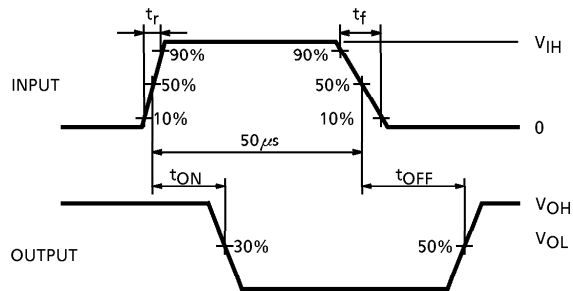 tr tf
VIH
90% 90%
INPUT 50% 50%
10% 10%
0
50μs
tON tOFF
VOH
30% 50% VOL
OUTPUT